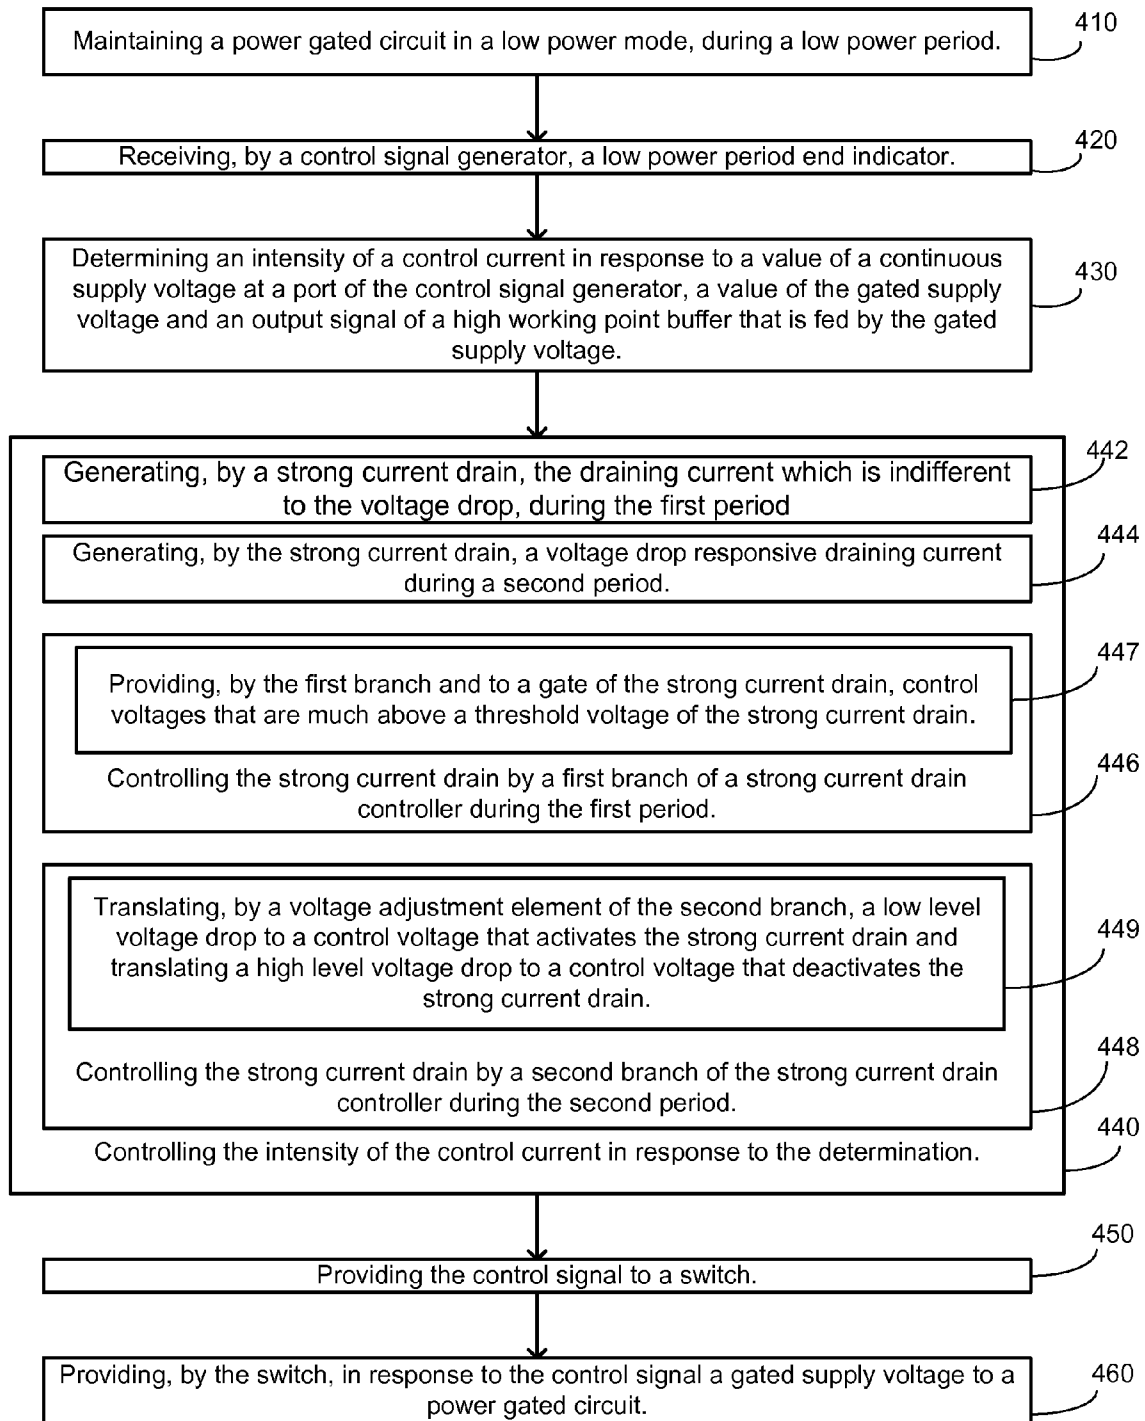 410
Maintaining a power gated circuit in a low power mode, during a low power period.
420
Receiving, by a control signal generator, a low power period end indicator.
430
Determining an intensity of a control current in response to a value of a continuous
supply voltage at a port of the control signal generator, a value of the gated supply
voltage and an output signal of a high working point buffer that is fed by the gated
supply voltage.
442
Generating, by a strong current drain, the draining current which is indifferent
to the voltage drop, during the first period
444
Generating, by the strong current drain, a voltage drop responsive draining current
during a second period.
447
Providing, by the first branch and to a gate of the strong current drain, control
voltages that are much above a threshold voltage of the strong current drain.
446
Controlling the strong current drain by a first branch of a strong current drain
controller during the first period.
449
Translating, by a voltage adjustment element of the second branch, a low level
voltage drop to a control voltage that activates the strong current drain and
translating a high level voltage drop to a control voltage that deactivates the
strong current drain.
448
Controlling the strong current drain by a second branch of the strong current drain
controller during the second period.
440
Controlling the intensity of the control current in response to the determination.
450
Providing the control signal to a switch.
460
Providing, by the switch, in response to the control signal a gated supply voltage to a
power gated circuit.